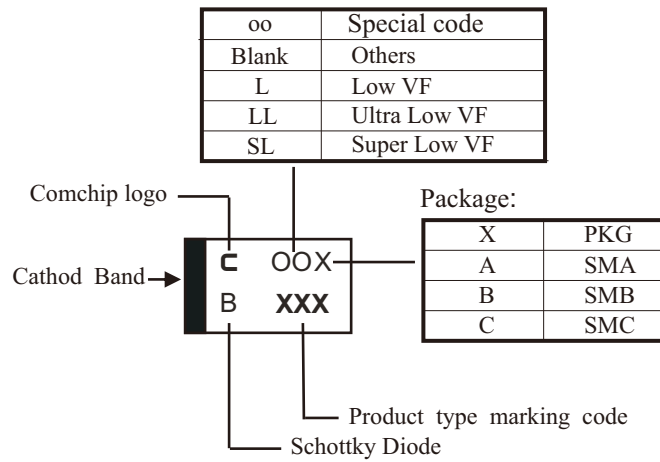 oo Special code
Blank Others
L Low VF
LL Ultra Low VF
SL Super Low VF
Comchip logo
Package:
X PKG
A SMA
B SMB
C SMC
Cathod Band
C OOX
B XXX
Product type marking code
Schottky Diode